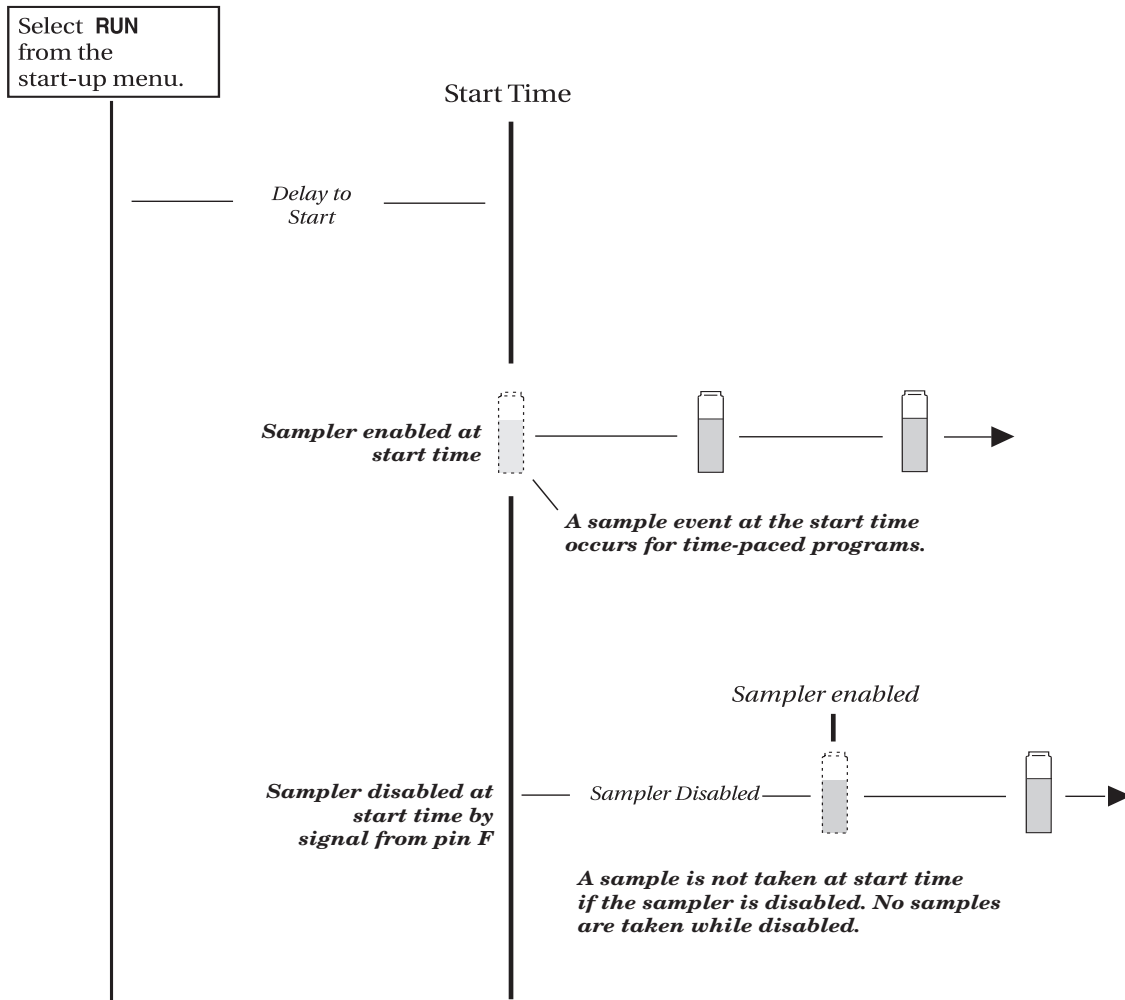 Select RUN
from the
start-up menu.
Start Time
Delay to
Start
Sampler enabled at
start time
A sample event at the start time
occurs for time-paced programs.
Sampler enabled
Sampler disabled at
start time by
signal from pin F
Sampler Disabled
A sample is not taken at start time
if the sampler is disabled. No samples
are taken while disabled.